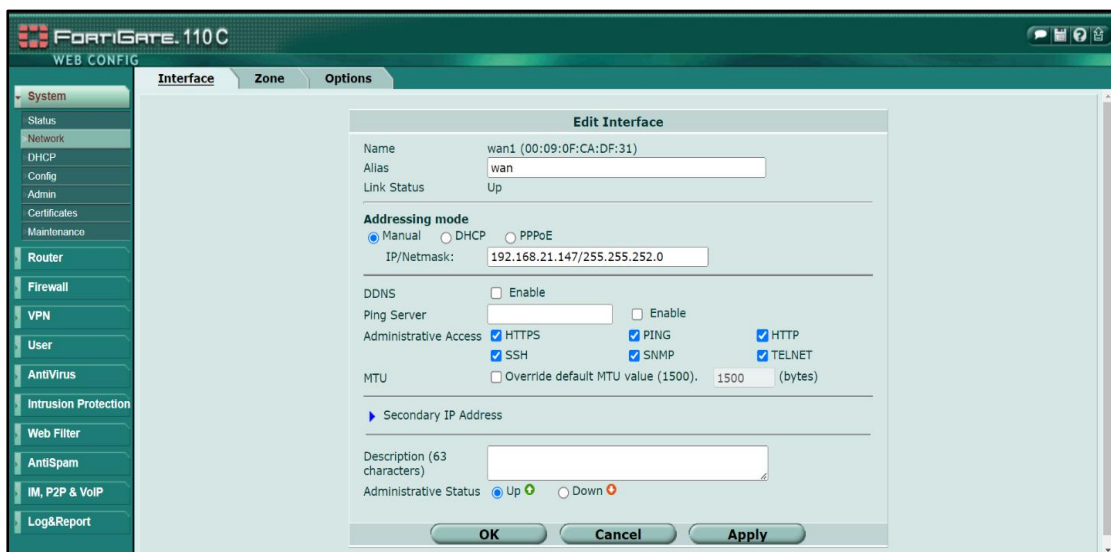 FORTIGATE 110C
WEB CONFIG
Interface Zone Options
System
Status
Network
DHCP
Config
Admin
Certificates
Maintenance
Router
Firewall
VPN
User
AntiVirus
Intrusion Protection
Web Filter
AntiSpam
IM, P2P & VoIP
Log&Report
Edit Interface
Name wan1 (00:09:0F:CA:DF:31)
Alias wan
Link Status Up
Addressing mode
Manual DHCP PPPoE
IP/Netmask: 192.168.21.147/255.255.252.0
DDNS Enable
Ping Server Enable
Administrative Access HTTPS PING HTTP
SSH SNMP TELNET
MTU Override default MTU value (1500). 1500 (bytes)
Secondary IP Address
Description (63
characters)
Administrative Status Up Down
OK Cancel Apply